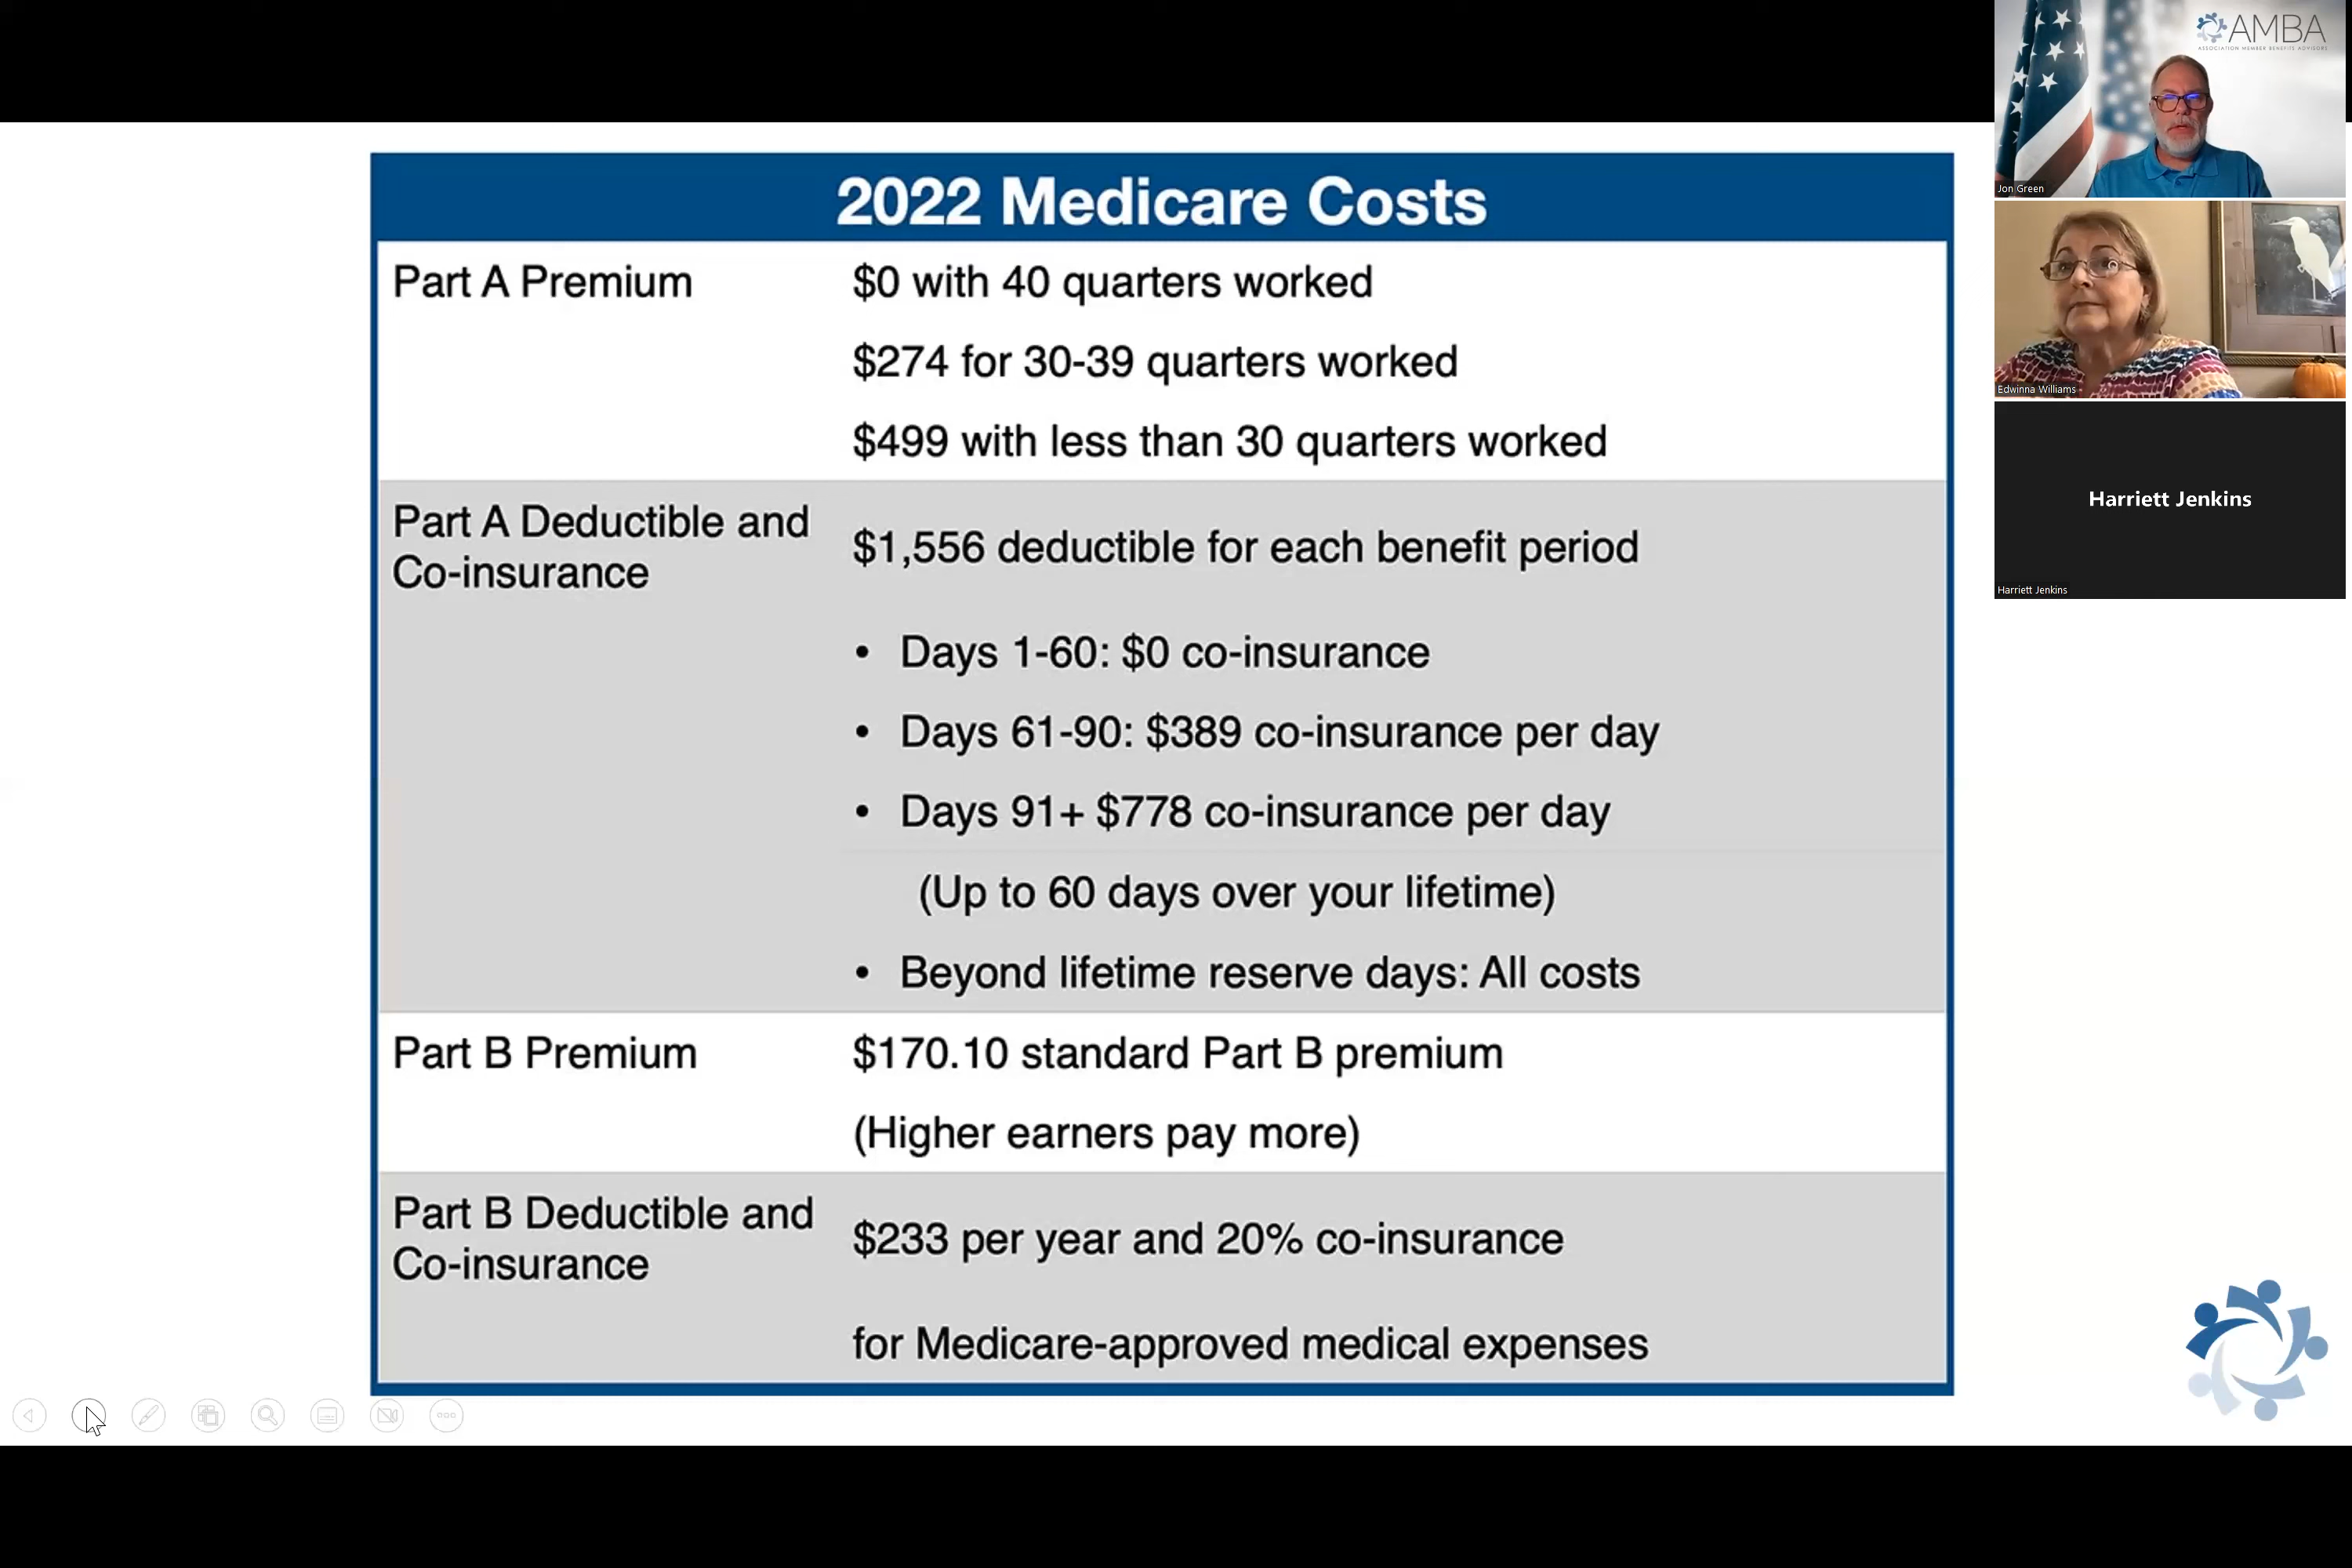 2022 Medicare Costs
Part A Premium
$0 with 40 quarters worked
$274 for 30-39 quarters worked
$499 with less than 30 quarters worked
Part A Deductible and
Co-insurance
$1,556 deductible for each benefit period
• Days 1-60: $0 co-insurance
• Days 61-90: $389 co-insurance per day
• Days 91+ $778 co-insurance per day
(Up to 60 days over your lifetime)
• Beyond lifetime reserve days: All costs
Part B Premium
$170.10 standard Part B premium
(Higher earners pay more)
Part B Deductible and
Co-insurance
$233 per year and 20% co-insurance
for Medicare-approved medical expenses
AMBA
ASSOCIATION MEMBER BENEFITS ADVISORS
Jon Green
Edwinna Williams
Harriett Jenkins
Harriett Jenkins